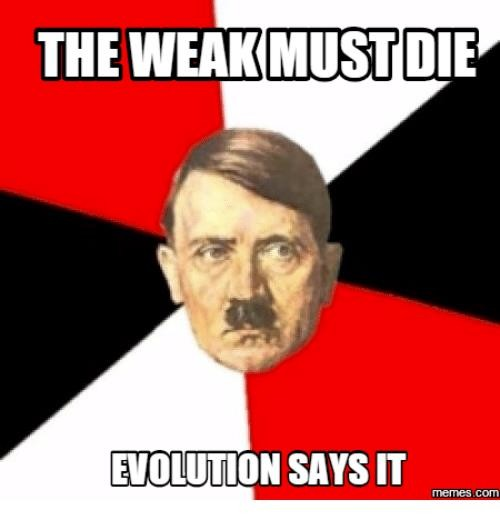 THE WEAK MUST DIE
EVOLUTION SAYS IT
memes.com